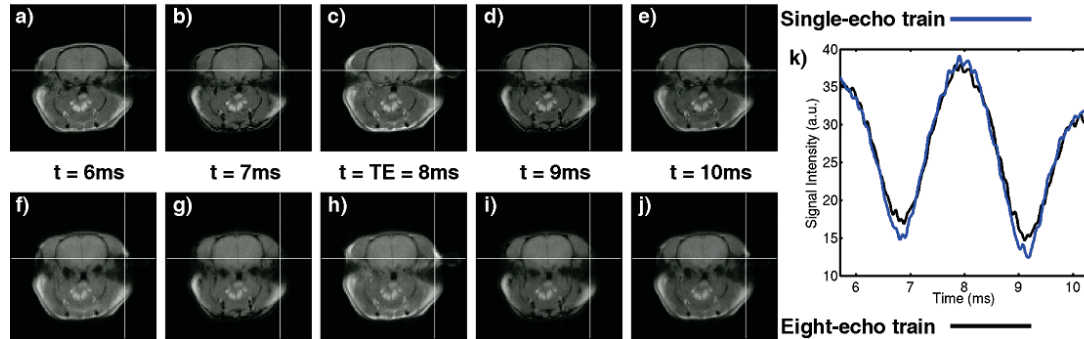 a)
b)
c)
d)
e)
t = 6ms
t = 7ms
t = TE = 8ms
t = 9ms
t = 10ms
f)
g)
h)
i)
j)
Single-echo train
k)
Signal Intensity (a.u.)
40
35
30
25
20
15
10
6
7
8
9
10
Time (ms)
Eight-echo train